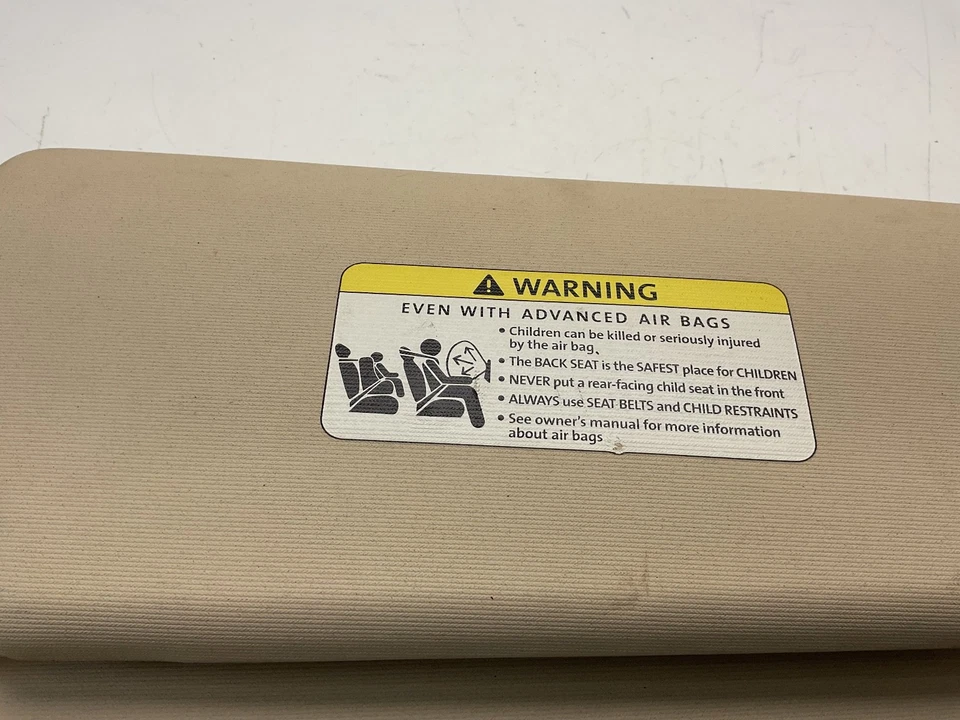 WARNING
EVEN WITH ADVANCED AIR BAGS
• Children can be killed or seriously injured
by the air bag.
• The BACK SEAT is the SAFEST place for CHILDREN
• NEVER put a rear-facing child seat in the front
• ALWAYS use SEAT BELTS and CHILD RESTRAINTS
• See owner's manual for more information
about air bags